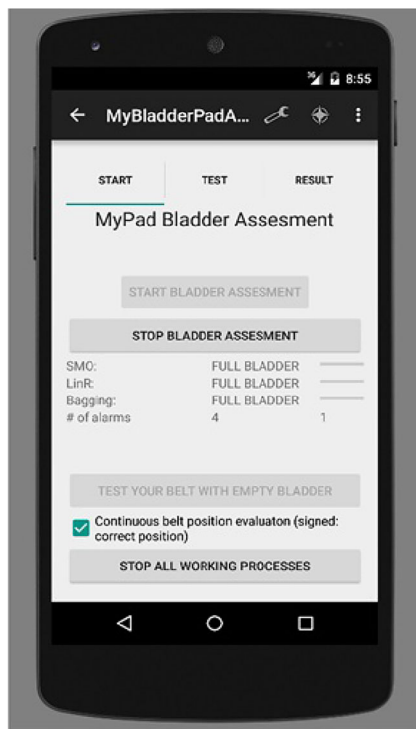 8:55
MyBladderPadA...
START TEST RESULT
MyPad Bladder Assesment
START BLADDER ASSESMENT
STOP BLADDER ASSESMENT
SMO: FULL BLADDER
LinR: FULL BLADDER
Bagging: FULL BLADDER
# of alarms 4 1
TEST YOUR BELT WITH EMPTY BLADDER
Continuous belt position evaluaton (signed:
correct position)
STOP ALL WORKING PROCESSES